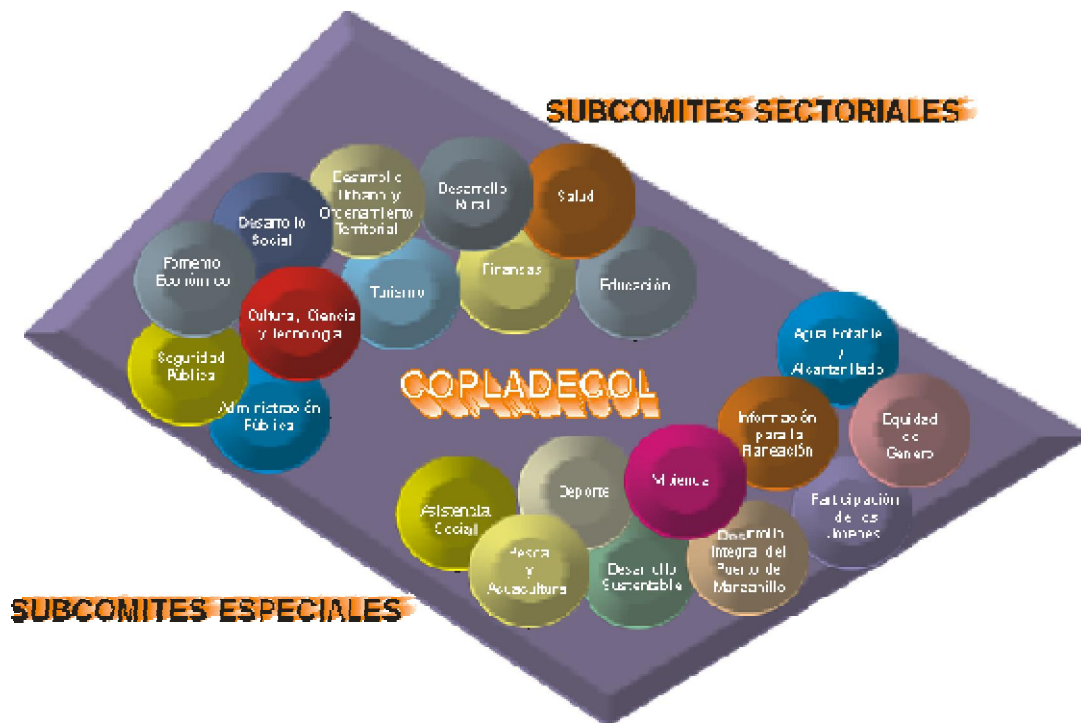 SUBCOMITES SECTORIALES
Desarrollo
Urbano y
Ordenamiento
Territorial
Desarrollo
Rural
Salud
Desarrollo
Social
Fomento
Económico
Turismo
Finanzas
Educación
Cultura, Ciencia
y Tecnología
Seguridad
Pública
Administración
Pública
COPLADECOL
Agua Potable
y
Alcantarillado
Información
para la
Planeación
Equidad
de
Género
Vivienda
Deporte
Asistencia
Social
Participación
de los
Jóvenes
Desarrollo
Integral del
Puerto de
Manzanillo
Pesca
y
Acuacultura
Desarrollo
Sustentable
SUBCOMITES ESPECIALES